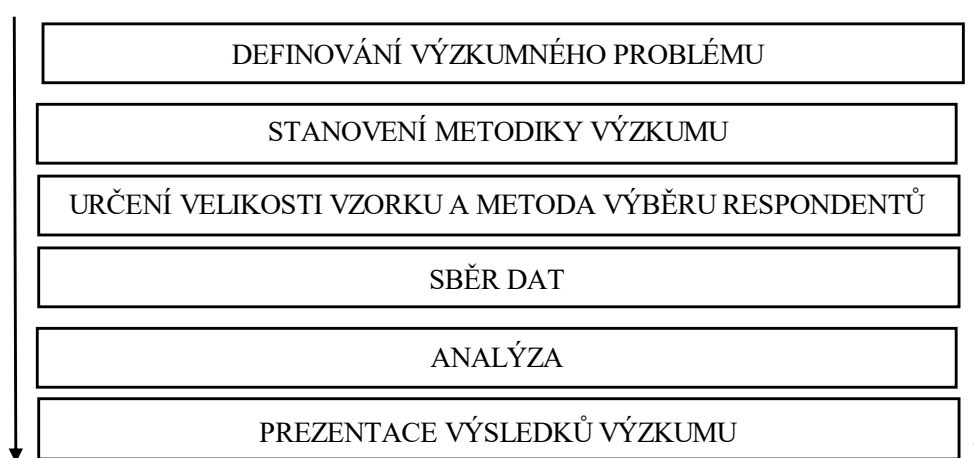 DEFINOVÁNÍ VÝZKUMNÉHO PROBLÉMU
STANOVENÍ METODIKY VÝZKUMU
URČENÍ VELIKOSTI VZORKU A METODA VÝBĚRU RESPONDENTŮ
SBĚR DAT
ANALÝZA
PREZENTACE VÝSLEDKŮ VÝZKUMU